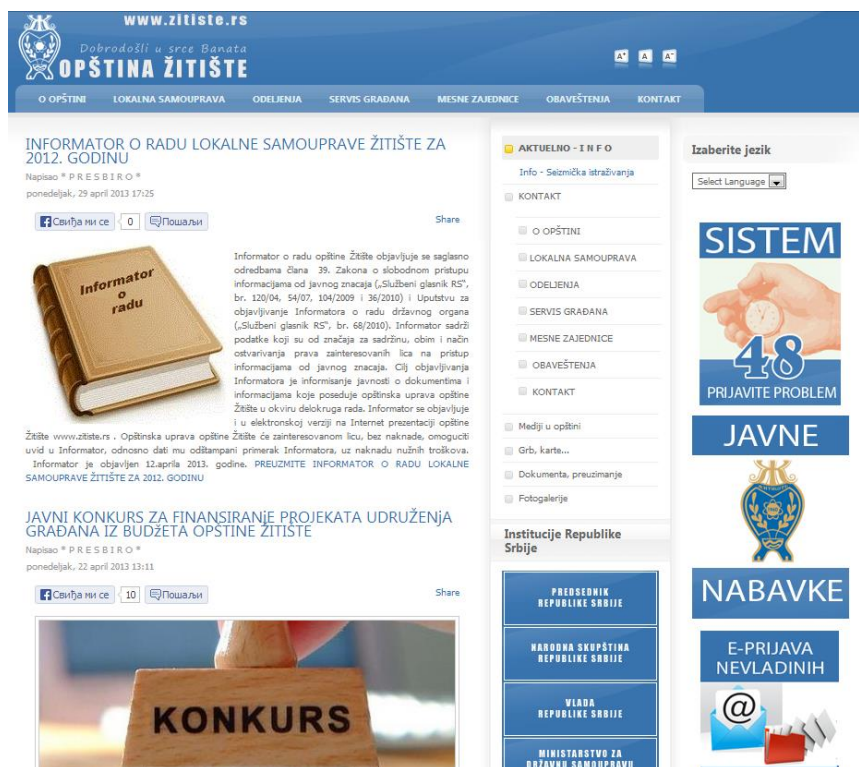 www.zitiste.rs
Dobrodošli u srce Banata
OPŠTINA ŽITIŠTE
A+ A A-
O OPŠTINI LOKALNA SAMOUPRAVA ODELJENJA SERVIS GRAĐANA MESNE ZAJEDNICE OBAVEŠTENJA KONTAKT
INFORMATOR O RADU LOKALNE SAMOUPRAVE ŽITIŠTE ZA
2012. GODINU
Napisao * P R E S B I R O *
ponedeljak, 29 april 2013 17:25
Свиђа ми се 0 Пошаљи
Share
Informator
o
radu
Informator o radu opštine Žitište objavljuje se saglasno
odredbama člana 39. Zakona o slobodnom pristupu
informacijama od javnog znacaja („Službeni glasnik RS",
br. 120/04, 54/07, 104/2009 i 36/2010) i Uputstvu za
objavljivanje Informatora o radu državnog organa
(„Službeni glasnik RS", br. 68/2010). Informator sadrži
podatke koji su od značaja za sadržinu, obim i način
ostvarivanja prava zainteresovanih lica na pristup
informacijama od javnog znacaja. Cilj objavljivanja
Informatora je informisanje javnosti o dokumentima i
informacijama koje poseduje opštinska uprava opštine
Žitište u okviru delokruga rada. Informator se objavljuje
i u elektronskoj verziji na Internet prezentaciji opštine
Žitište www.zitiste.rs . Opštinska uprava opštine Žitište će zainteresovanom licu, bez naknade, omoguciti
uvid u Informator, odnosno dati mu odštampani primerak Informatora, uz naknadu nužnih troškova.
Informator je objavljen 12.aprila 2013. godine. PREUZMITE INFORMATOR O RADU LOKALNE
SAMOUPRAVE ŽITIŠTE ZA 2012. GODINU
JAVNI KONKURS ZA FINANSIRANjE PROJEKATA UDRUŽENjA
GRAĐANA IZ BUDŽETA OPŠTINE ŽITIŠTE
Napisao * P R E S B I R O *
ponedeljak, 22 april 2013 13:11
Свиђа ми се 10 Пошаљи
Share
KONKURS
AKTUELNO - I N F O
Info - Seizmička istraživanja
KONTAKT
O OPŠTINI
LOKALNA SAMOUPRAVA
ODELJENJA
SERVIS GRAĐANA
MESNE ZAJEDNICE
OBAVEŠTENJA
KONTAKT
Mediji u opštini
Grb, karte...
Dokumenta, preuzimanje
Fotogalerije
Institucije Republike
Srbije
PREDSEDNIK
REPUBLIKE SRBIJE
NARODNA SKUPŠTINA
REPUBLIKE SRBIJE
VLADA
REPUBLIKE SRBIJE
MINISTARSTVO ZA
DRŽAVNU SAMOUPRAVU
Izaberite jezik
Select Language
SISTEM
48
PRIJAVITE PROBLEM
JAVNE
NABAVKE
E-PRIJAVA
NEVLADINIH
@